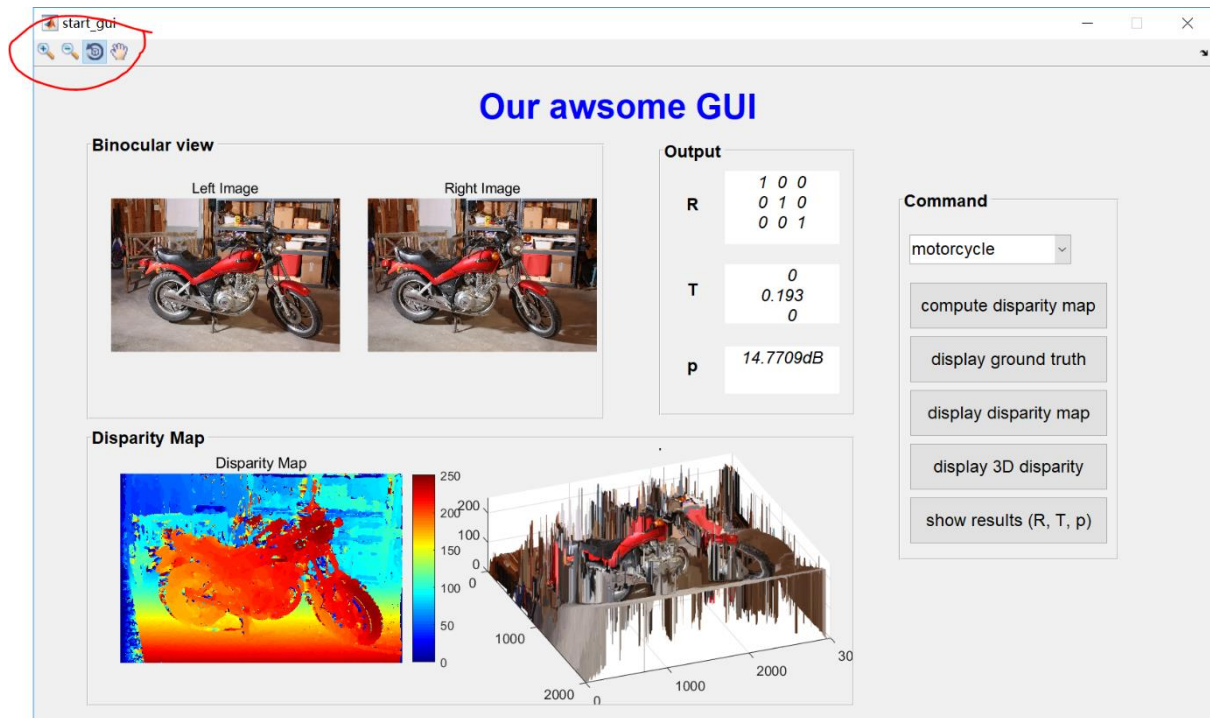 start_gui
Our awsome GUI
Binocular view
Left Image
Right Image
Output
R
1 0 0
0 1 0
0 0 1
T
0
0.193
0
p
14.7709dB
Command
motorcycle
compute disparity map
display ground truth
display disparity map
display 3D disparity
show results (R, T, p)
Disparity Map
Disparity Map
250
200
150
100
50
0
200
100
0
0
1000
2000
0
1000
2000
30